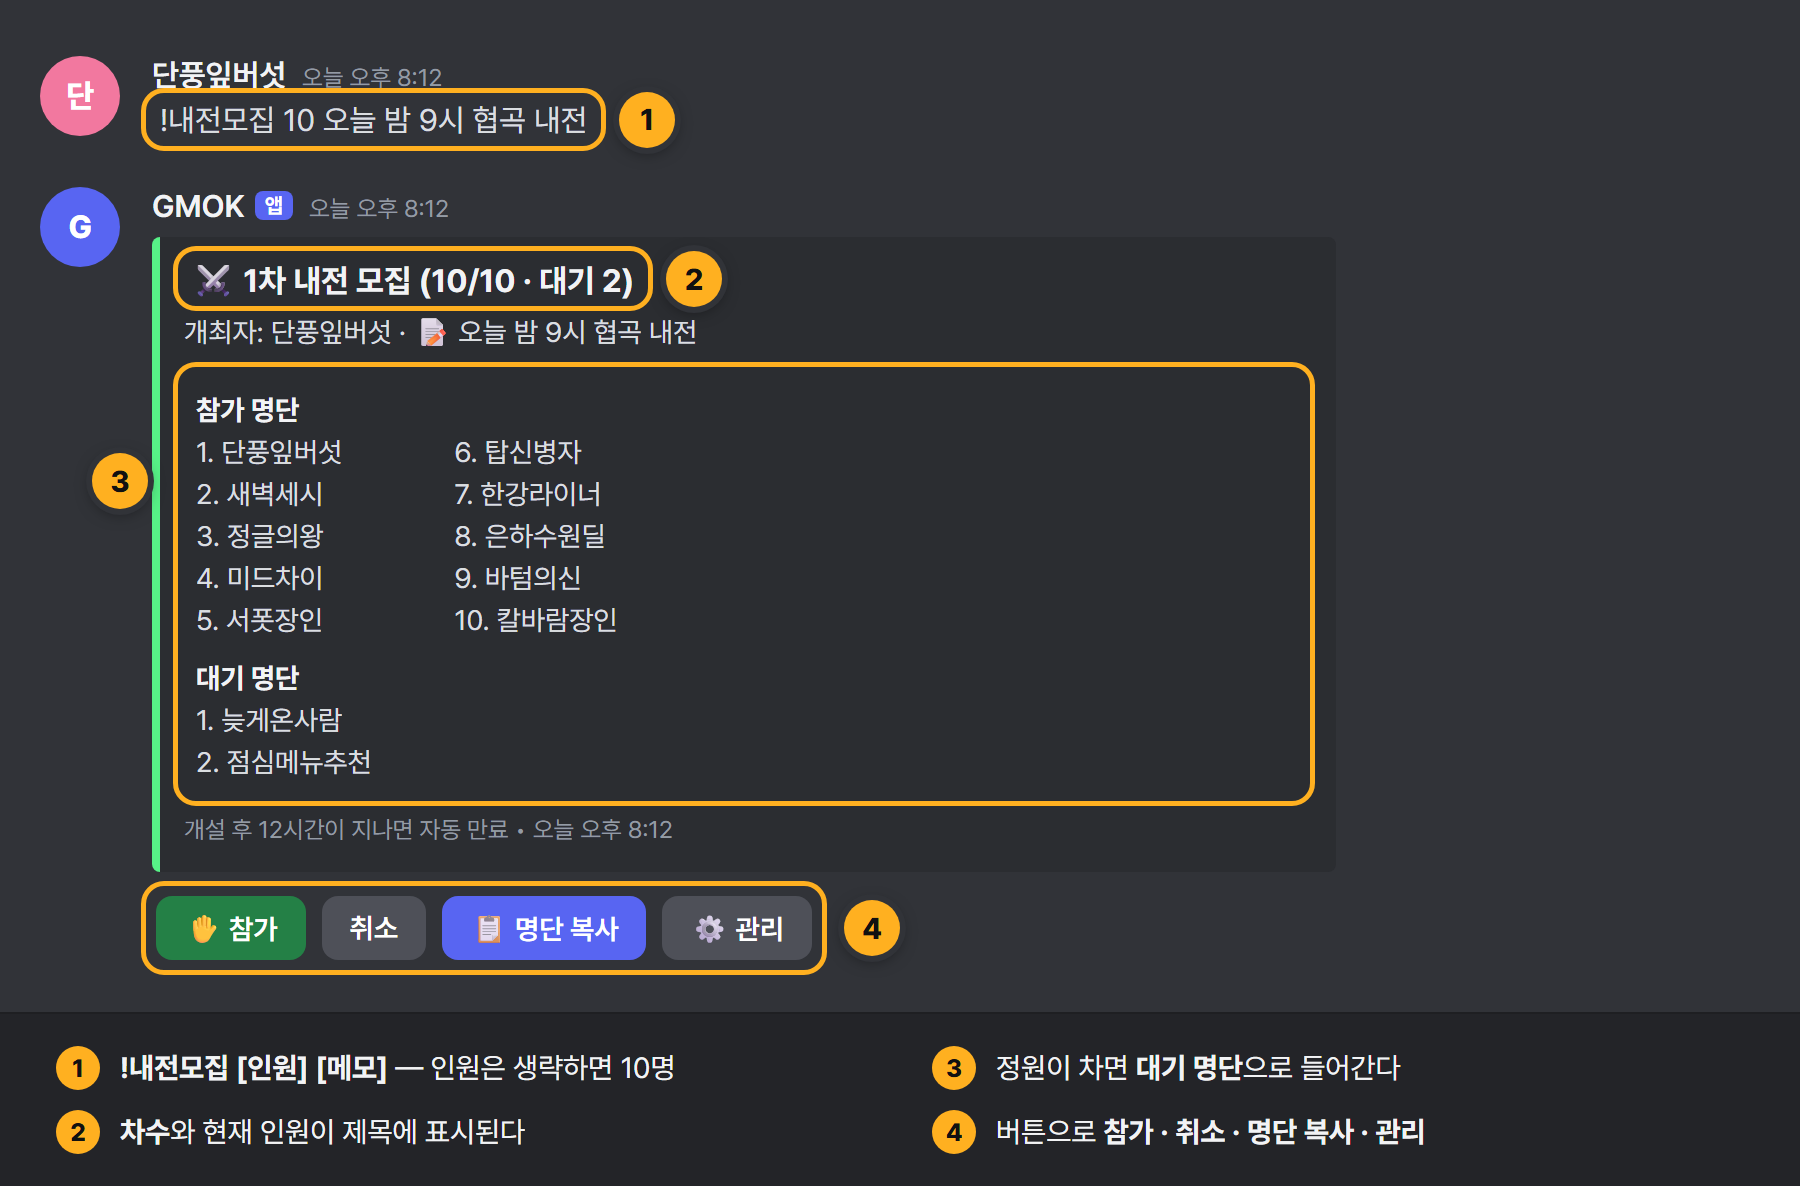 단 단풍잎버섯 오늘 오후 8:12
!내전모집 10 오늘 밤 9시 협곡 내전 1
G GMOK 앱 오늘 오후 8:12
1차 내전 모집 (10/10 · 대기 2) 2
개최자: 단풍잎버섯 · 오늘 밤 9시 협곡 내전
3
참가 명단
1. 단풍잎버섯
2. 새벽세시
3. 정글의왕
4. 미드차이
5. 서폿장인
6. 탑신병자
7. 한강라이너
8. 은하수원딜
9. 바텀의신
10. 칼바람장인
대기 명단
1. 늦게온사람
2. 점심메뉴추천
개설 후 12시간이 지나면 자동 만료 • 오늘 오후 8:12
참가 취소 명단 복사 관리 4
1 !내전모집 [인원] [메모] — 인원은 생략하면 10명
2 차수와 현재 인원이 제목에 표시된다
3 정원이 차면 대기 명단으로 들어간다
4 버튼으로 참가 · 취소 · 명단 복사 · 관리